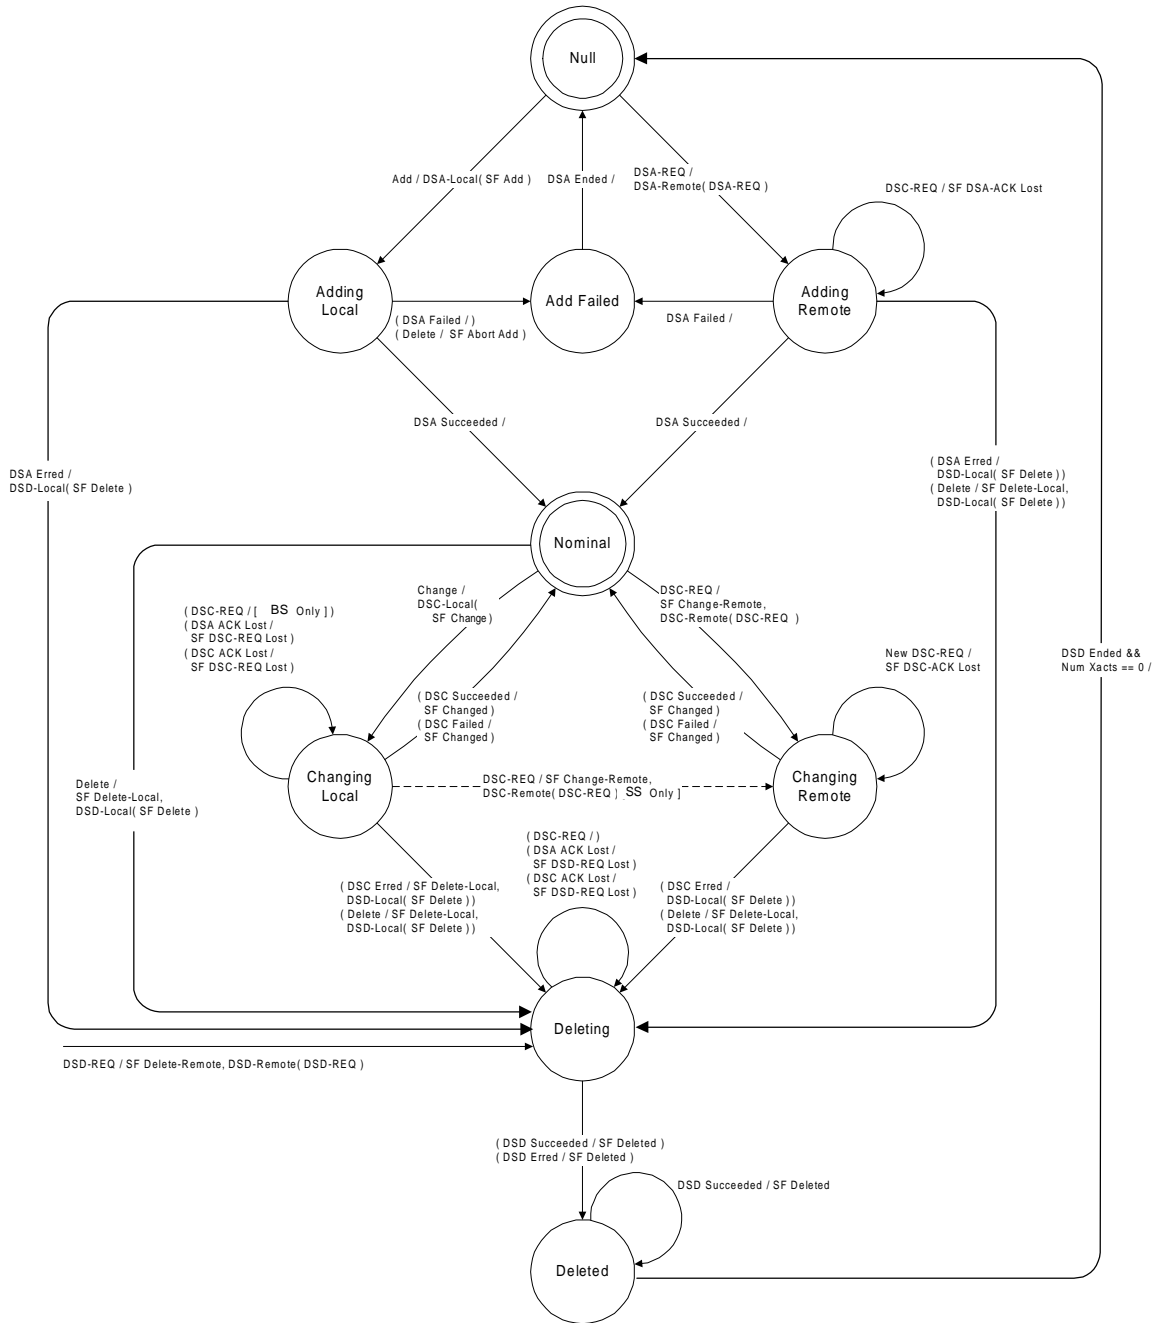 Null
Add / DSA-Local( SF Add )
DSA Ended /
DSA-REQ /
DSA-Remote( DSA-REQ )
DSC-REQ / SF DSA-ACK Lost
Adding
Local
Add Failed
Adding
Remote
( DSA Failed / )
( Delete / SF Abort Add )
DSA Failed /
DSA Succeeded /
DSA Succeeded /
DSA Erred /
DSD-Local( SF Delete )
( DSA Erred /
DSD-Local( SF Delete ) )
( Delete / SF Delete-Local,
DSD-Local( SF Delete ) )
Nominal
( DSC-REQ / [ BS Only ] )
( DSA ACK Lost /
SF DSC-REQ Lost )
( DSC ACK Lost /
SF DSC-REQ Lost )
Change /
DSC-Local(
SF Change)
DSC-REQ /
SF Change-Remote,
DSC-Remote( DSC-REQ )
New DSC-REQ /
SF DSC-ACK Lost
DSD Ended &&
Num Xacts == 0 /
( DSC Succeeded /
SF Changed )
( DSC Failed /
SF Changed )
( DSC Succeeded /
SF Changed )
( DSC Failed /
SF Changed )
Delete /
SF Delete-Local,
DSD-Local( SF Delete )
Changing
Local
DSC-REQ / SF Change-Remote,
DSC-Remote( DSC-REQ ) SS Only ]
Changing
Remote
( DSC-REQ / )
( DSA ACK Lost /
SF DSD-REQ Lost )
( DSC ACK Lost /
SF DSD-REQ Lost )
( DSC Erred / SF Delete-Local,
DSD-Local( SF Delete ) )
( Delete / SF Delete-Local,
DSD-Local( SF Delete ) )
( DSC Erred /
DSD-Local( SF Delete ) )
( Delete / SF Delete-Local,
DSD-Local( SF Delete ) )
Deleting
DSD-REQ / SF Delete-Remote, DSD-Remote( DSD-REQ )
( DSD Succeeded / SF Deleted )
( DSD Erred / SF Deleted )
DSD Succeeded / SF Deleted
Deleted